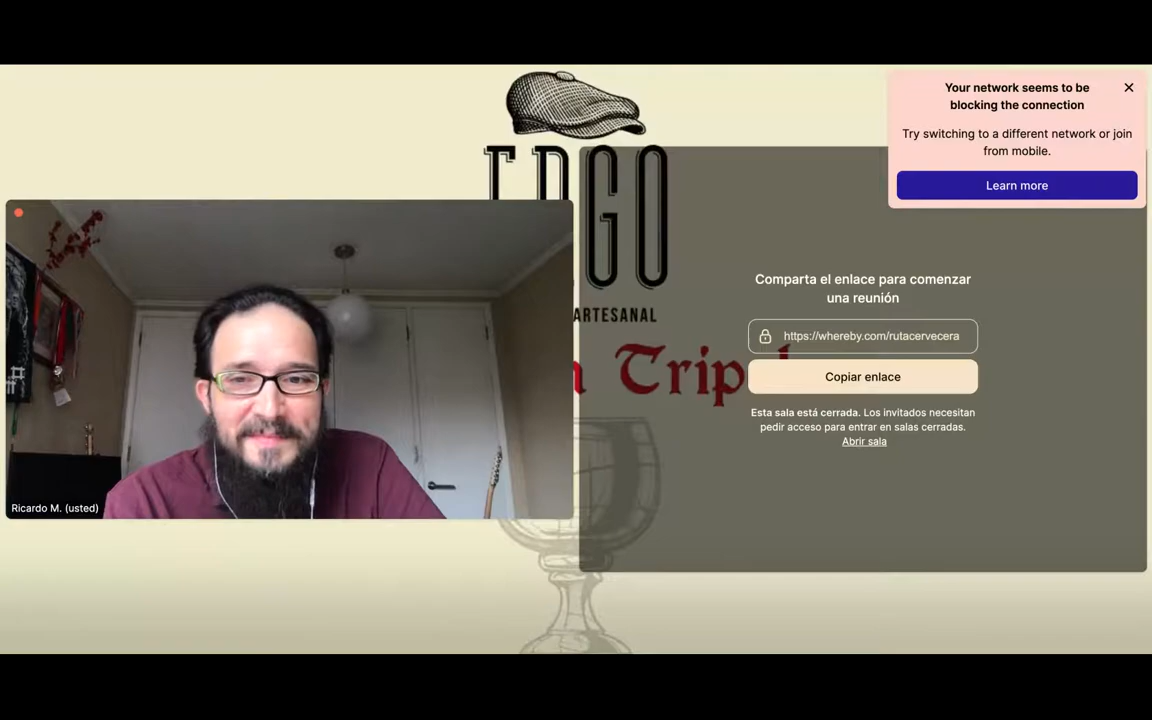 Your network seems to be
blocking the connection
Try switching to a different network or join
from mobile.
Learn more
ARTESANAL
Comparta el enlace para comenzar
una reunión
https://whereby.com/rutacervecera
Copiar enlace
Esta sala está cerrada. Los invitados necesitan
pedir acceso para entrar en salas cerradas.
Abrir sala
Ricardo M. (usted)